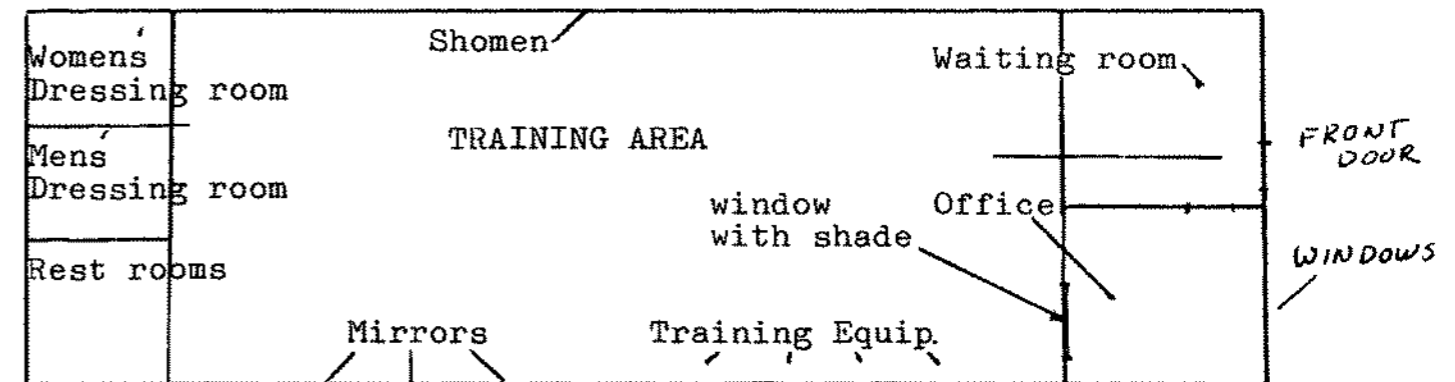 Womens'
Dressing room
Shomen
Waiting room
TRAINING AREA
FRONT
DOOR
Mens'
Dressing room
window
with shade
Office
WINDOWS
Rest rooms
Mirrors
Training Equip.